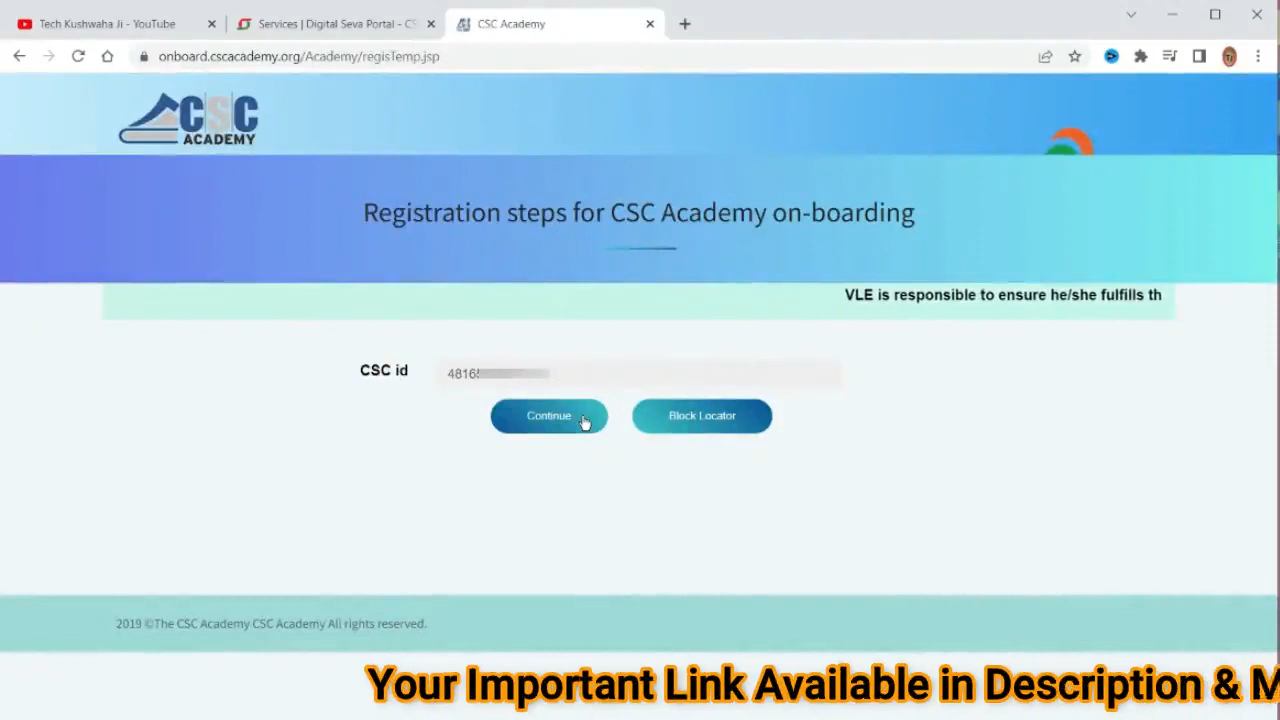 Tech Kushwaha Ji - YouTube
Services | Digital Seva Portal - CS
CSC Academy
onboard.cscacademy.org/Academy/regisTemp.jsp
CSC
ACADEMY
Registration steps for CSC Academy on-boarding
VLE is responsible to ensure he/she fulfills th
CSC id
4816
Continue
Block Locator
2019 ©The CSC Academy CSC Academy All rights reserved.
Your Important Link Available in Description & M